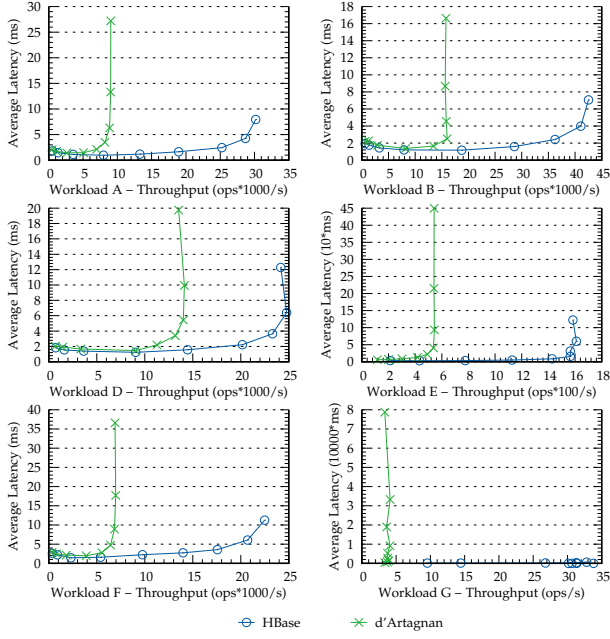 Average Latency (ms)
30
25
20
15
10
5
0
0 5 10 15 20 25 30 35
Workload A – Throughput (ops*1000/s)
Average Latency (ms)
18
16
14
12
10
8
6
4
2
0
0 5 10 15 20 25 30 35 40 45
Workload B – Throughput (ops*1000/s)
Average Latency (ms)
20
18
16
14
12
10
8
6
4
2
0
0 5 10 15 20 25
Workload D – Throughput (ops*1000/s)
Average Latency (10*ms)
45
40
35
30
25
20
15
10
5
0
0 2 4 6 8 10 12 14 16 18
Workload E – Throughput (ops*100/s)
Average Latency (ms)
40
35
30
25
20
15
10
5
0
0 5 10 15 20 25
Workload F – Throughput (ops*1000/s)
Average Latency (10000*ms)
8
7
6
5
4
3
2
1
0
0 5 10 15 20 25 30 35
Workload G – Throughput (ops/s)
HBase d'Artagnan